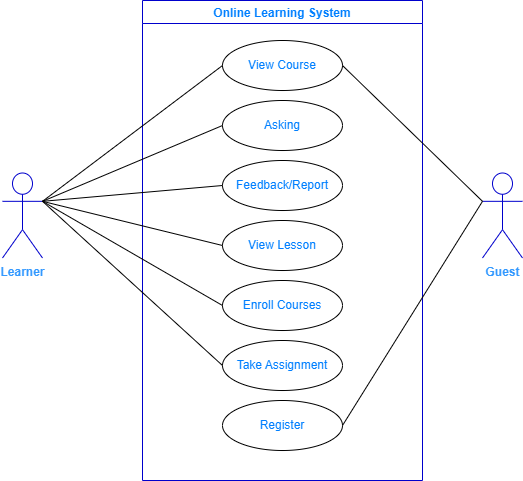 Online Learning System
View Course
Asking
Feedback/Report
View Lesson
Learner
Guest
Enroll Courses
Take Assignment
Register